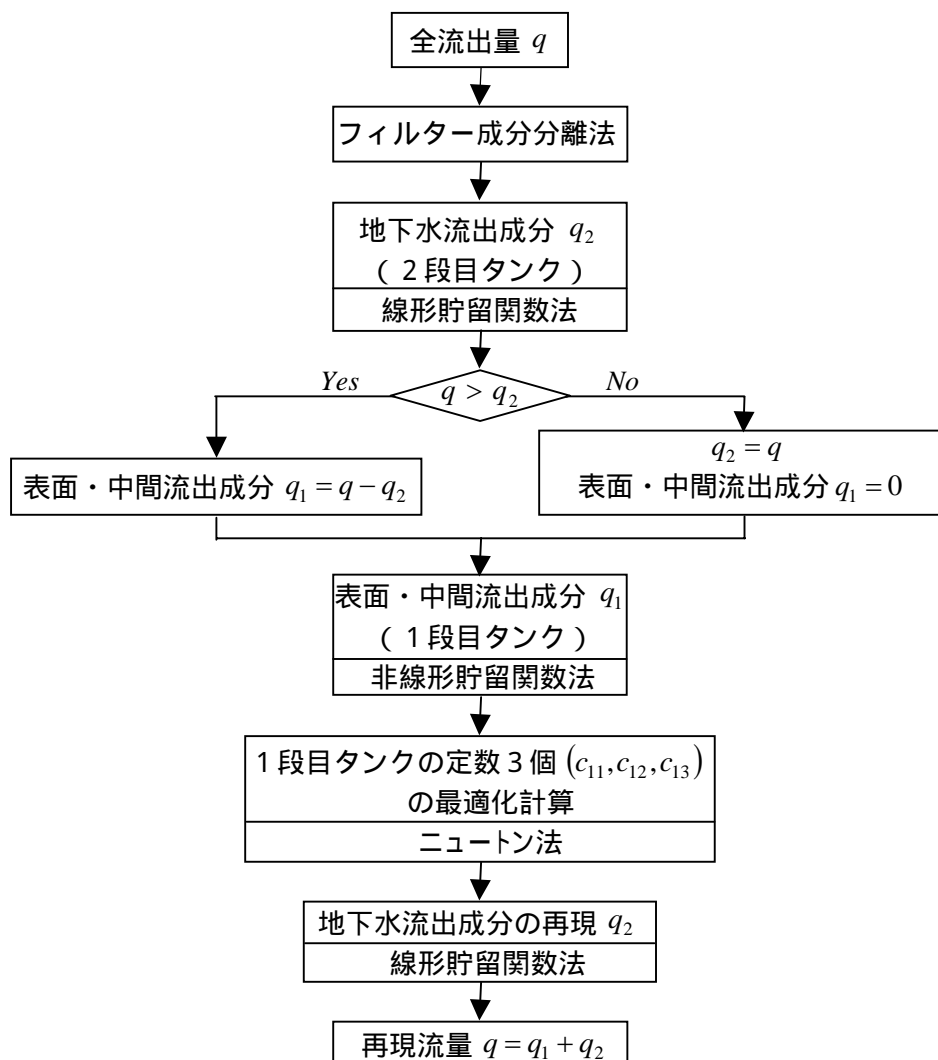 全流出量 q
フィルター成分分離法
地下水流出成分 q₂
（２段目タンク）
線形貯留関数法
Yes
q > q₂
No
表面・中間流出成分 q₁ = q − q₂
q₂ = q
表面・中間流出成分 q₁ = 0
表面・中間流出成分 q₁
（１段目タンク）
非線形貯留関数法
１段目タンクの定数３個 (c₁₁,c₁₂,c₁₃)
の最適化計算
ニュートン法
地下水流出成分の再現 q₂
線形貯留関数法
再現流量 q = q₁ + q₂